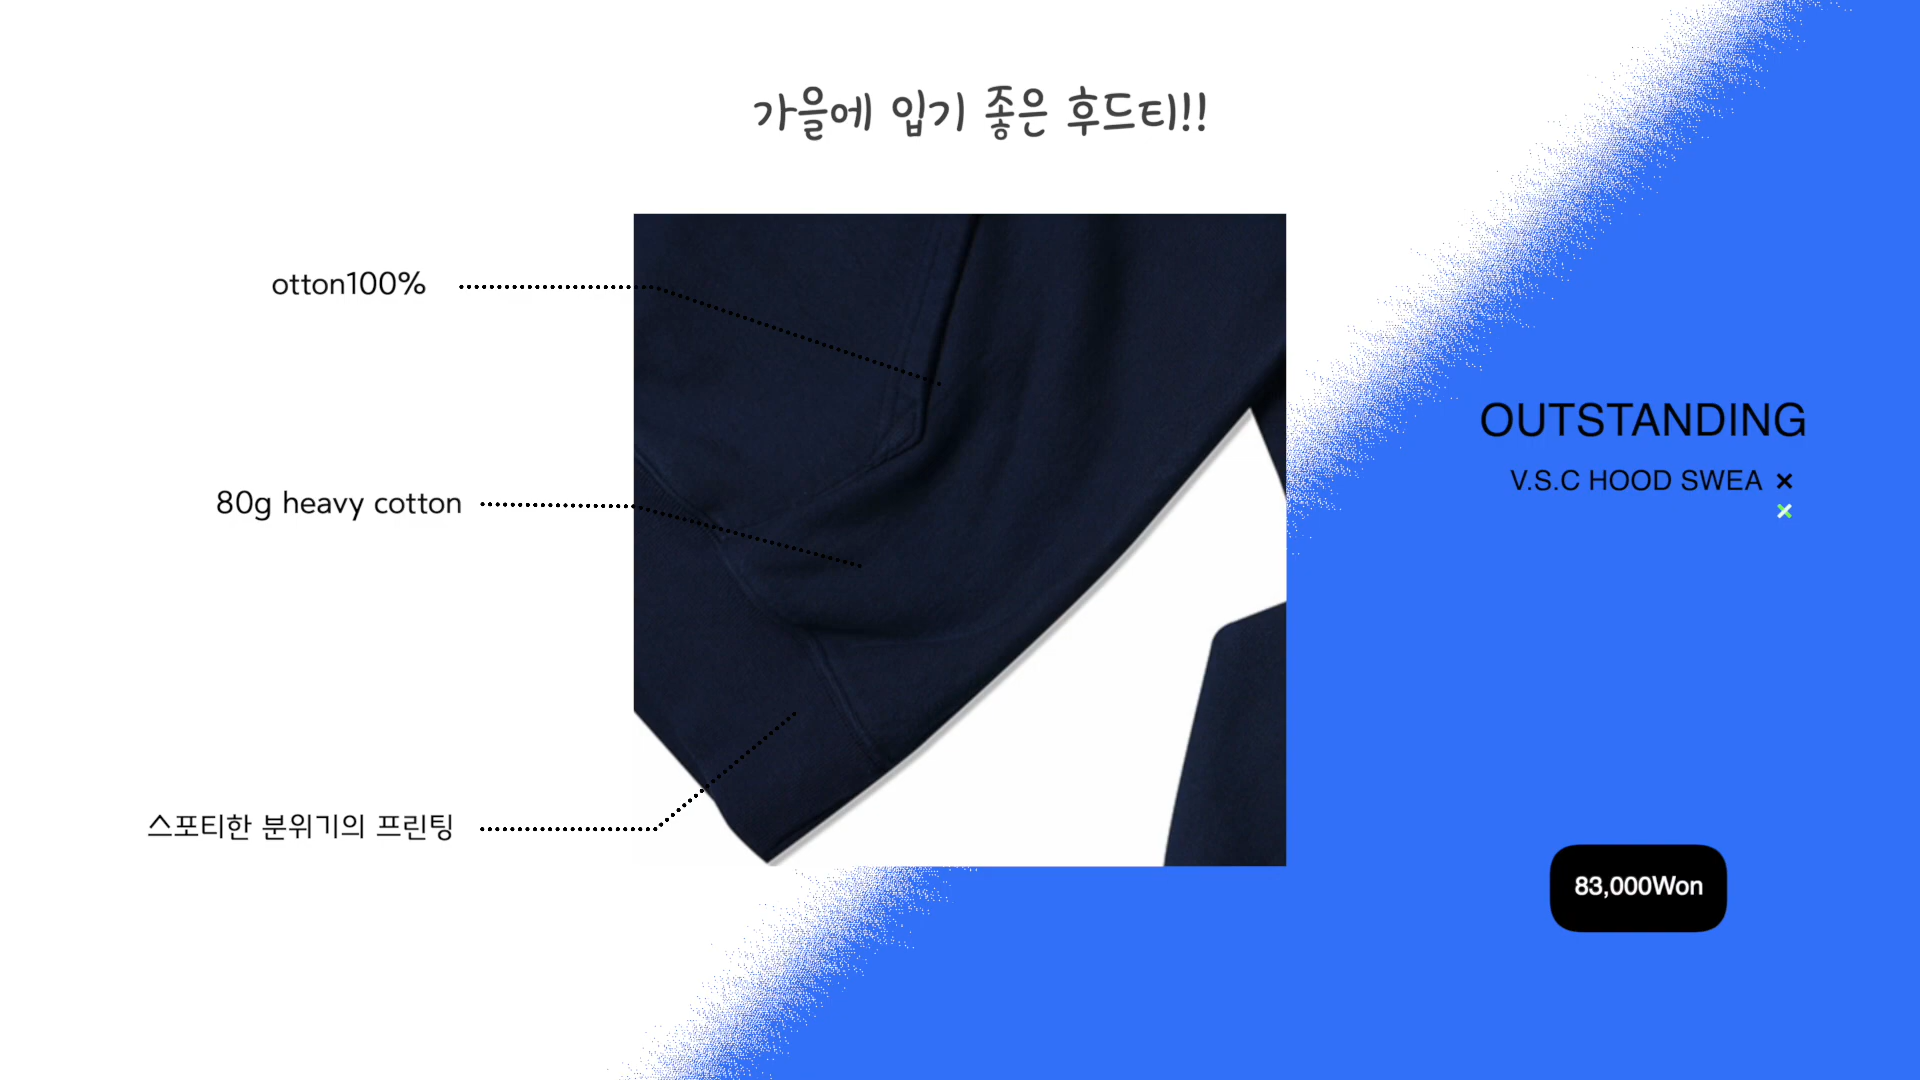 가을에 입기 좋은 후드티!!
otton100%
80g heavy cotton
스포티한 분위기의 프린팅
OUTSTANDING
V.S.C HOOD SWEA
83,000Won